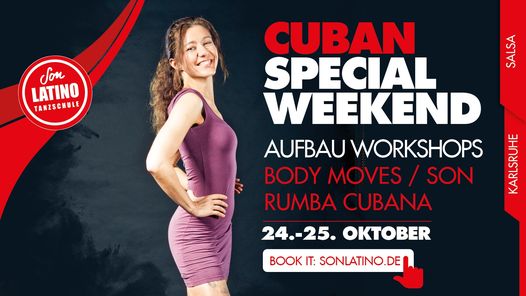 Son
LATINO
TANZSCHULE
CUBAN
SPECIAL
WEEKEND
AUFBAU WORKSHOPS
BODY MOVES / SON
RUMBA CUBANA
24.-25. OKTOBER
BOOK IT: SONLATINO.DE
SALSA
KARLSRUHE